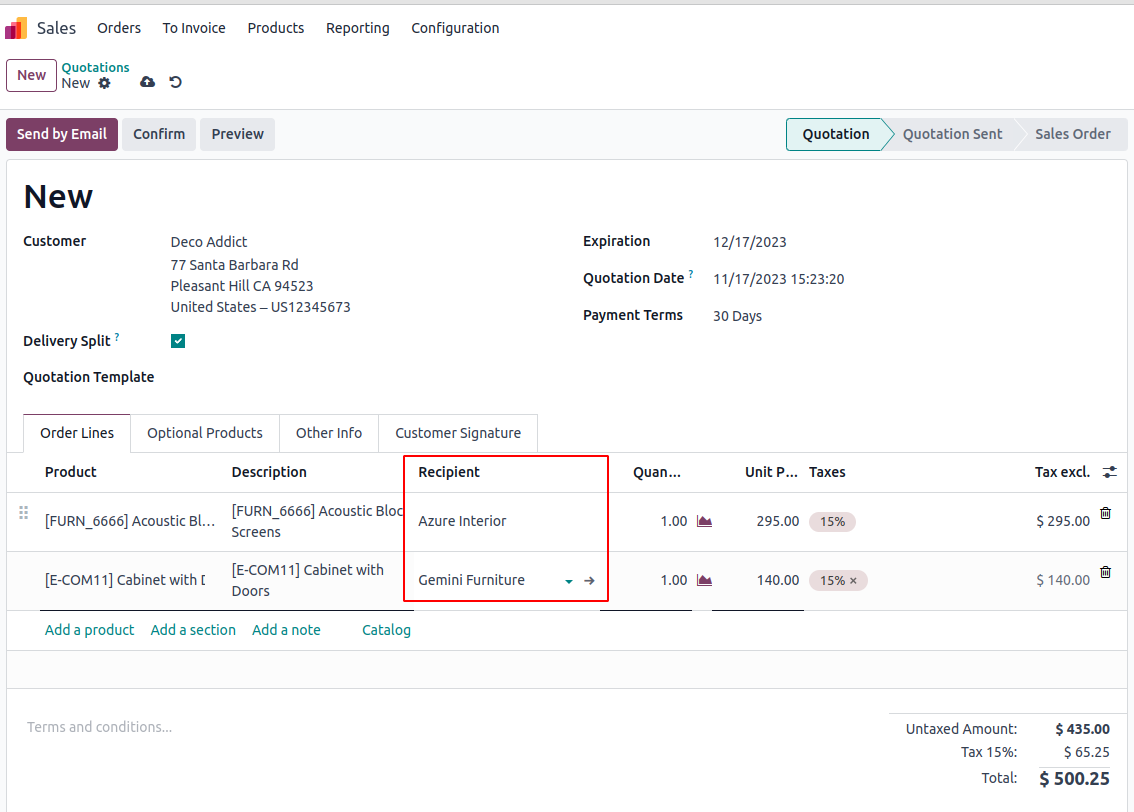 Sales Orders To Invoice Products Reporting Configuration
New Quotations
New
Send by Email Confirm Preview Quotation Quotation Sent Sales Order
New
Customer Deco Addict Expiration 12/17/2023
77 Santa Barbara Rd
Pleasant Hill CA 94523 Quotation Date ? 11/17/2023 15:23:20
United States – US12345673 Payment Terms 30 Days
Delivery Split ?
Quotation Template
Order Lines Optional Products Other Info Customer Signature
Product Description Recipient Quan... Unit P... Taxes Tax excl.
[FURN_6666] Acoustic Bl... [FURN_6666] Acoustic Bloc Azure Interior 1.00 295.00 15% $ 295.00
Screens
[E-COM11] Cabinet with D [E-COM11] Cabinet with Gemini Furniture 1.00 140.00 15% × $ 140.00
Doors
Add a product Add a section Add a note Catalog
Terms and conditions... Untaxed Amount: $ 435.00
Tax 15%: $ 65.25
Total: $ 500.25